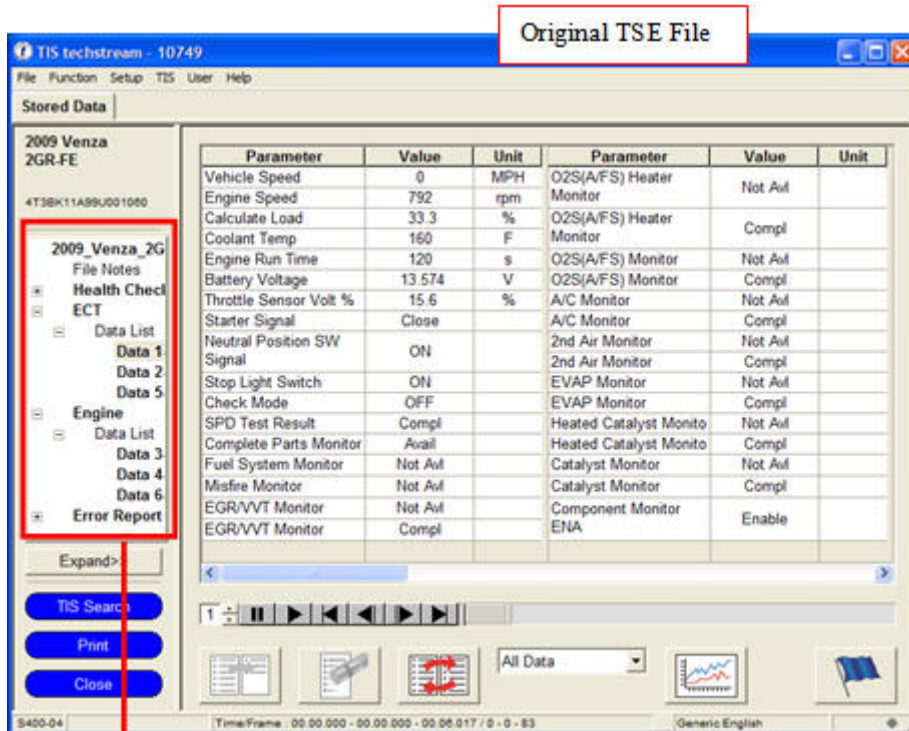 Original TSE File
TIS techstream - 10749
File Function Setup TIS User Help
Stored Data
2009 Venza
2GR-FE
4T3BK11A99U001060
2009_Venza_2G
File Notes
Health Check
ECT
Data List
Data 1
Data 2
Data 5
Engine
Data List
Data 3
Data 4
Data 6
Error Report
Expand>>
TIS Search
Print
Close
Parameter Value Unit Parameter Value Unit
Vehicle Speed 0 MPH
Engine Speed 792 rpm
Calculate Load 33.3 %
Coolant Temp 160 F
Engine Run Time 120 s
Battery Voltage 13.574 V
Throttle Sensor Volt % 15.6 %
Starter Signal Close
Neutral Position SW
Signal ON
Stop Light Switch ON
Check Mode OFF
SPD Test Result Compl
Complete Parts Monitor Avail
Fuel System Monitor Not Avl
Misfire Monitor Not Avl
EGR/VVT Monitor Not Avl
EGR/VVT Monitor Compl
O2S(A/FS) Heater
Monitor Not Avl
O2S(A/FS) Heater
Monitor Compl
O2S(A/FS) Monitor Not Avl
O2S(A/FS) Monitor Compl
A/C Monitor Not Avl
A/C Monitor Compl
2nd Air Monitor Not Avl
2nd Air Monitor Compl
EVAP Monitor Not Avl
EVAP Monitor Compl
Heated Catalyst Monito Not Avl
Heated Catalyst Monito Compl
Catalyst Monitor Not Avl
Catalyst Monitor Compl
Component Monitor
ENA Enable
1
All Data
S400-04
Time/Frame : 00.00.000 - 00.00.000 - 00.06.017 / 0 - 0 - 83
Generic English